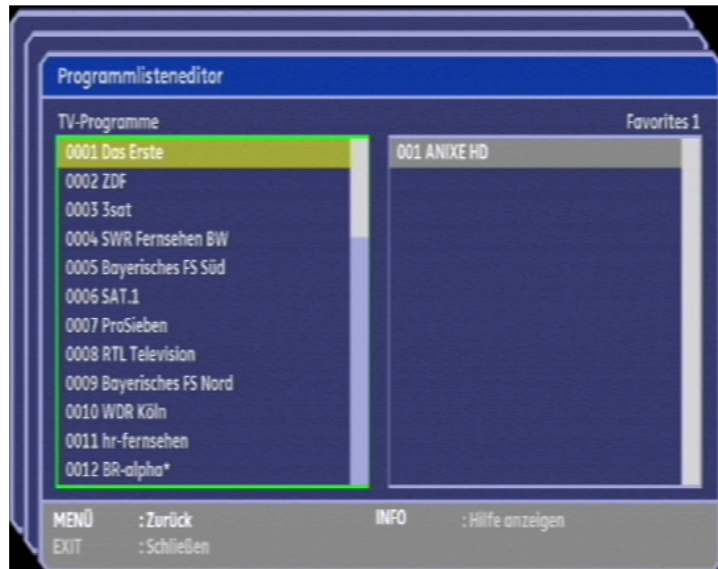 Programmlisteneditor
TV-Programme
Favorites 1
0001 Das Erste
0002 ZDF
0003 3sat
0004 SWR Fernsehen BW
0005 Bayerisches FS Süd
0006 SAT.1
0007 ProSieben
0008 RTL Television
0009 Bayerisches FS Nord
0010 WDR Köln
0011 hr-fernsehen
0012 BR-alpha*
001 ANIXE HD
MENÜ : Zurück
INFO : Hilfe anzeigen
EXIT : Schließen